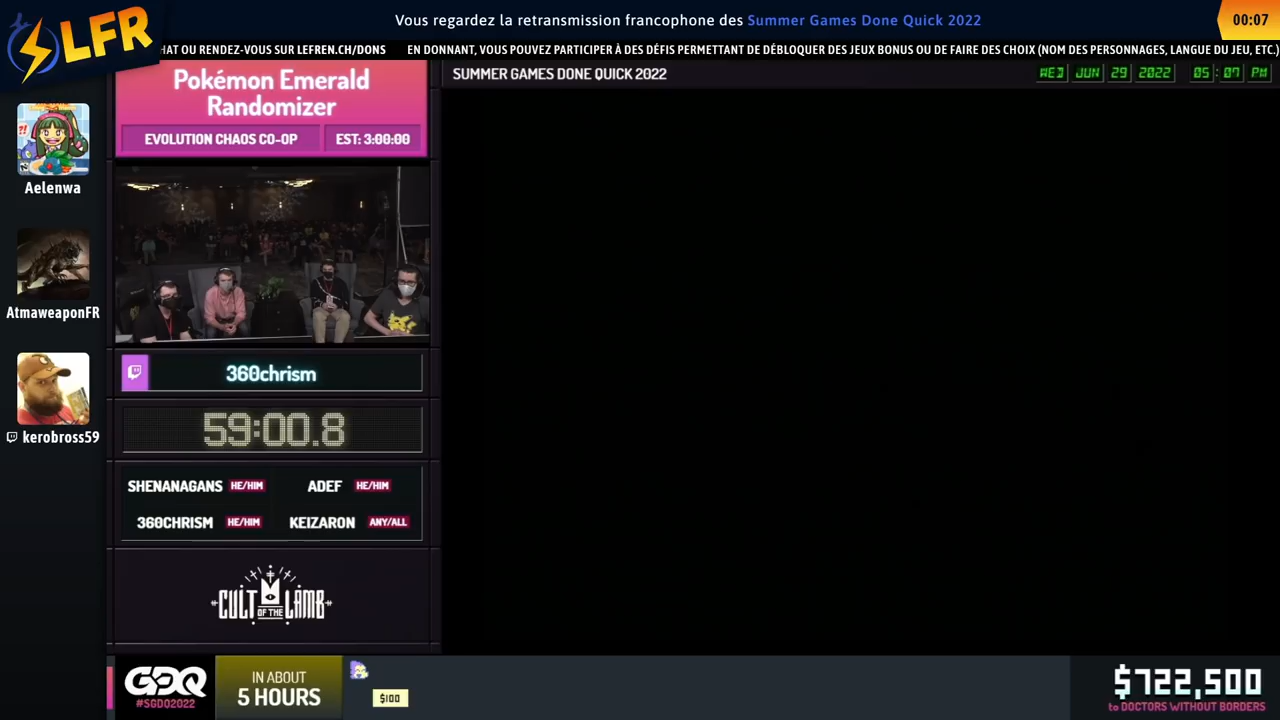 LFR
Vous regardez la retransmission francophone des Summer Games Done Quick 2022
00:07
HAT OU RENDEZ-VOUS SUR LEFREN.CH/DONS EN DONNANT, VOUS POUVEZ PARTICIPER À DES DÉFIS PERMETTANT DE DÉBLOQUER DES JEUX BONUS OU DE FAIRE DES CHOIX (NOM DES PERSONNAGES, LANGUE DU JEU, ETC.)
Pokémon Emerald
Randomizer
EVOLUTION CHAOS CO-OP
EST: 3:00:00
SUMMER GAMES DONE QUICK 2022
WED JUN 29 2022 05:07 PM
Aelenwa
AtmaweaponFR
kerobross59
360chrism
59:00.8
SHENANAGANS HE/HIM
ADEF HE/HIM
360CHRISM HE/HIM
KEIZARON ANY/ALL
CULT OF THE LAMB
GDQ
#SGDQ2022
IN ABOUT
5 HOURS
$100
$722,500
to DOCTORS WITHOUT BORDERS